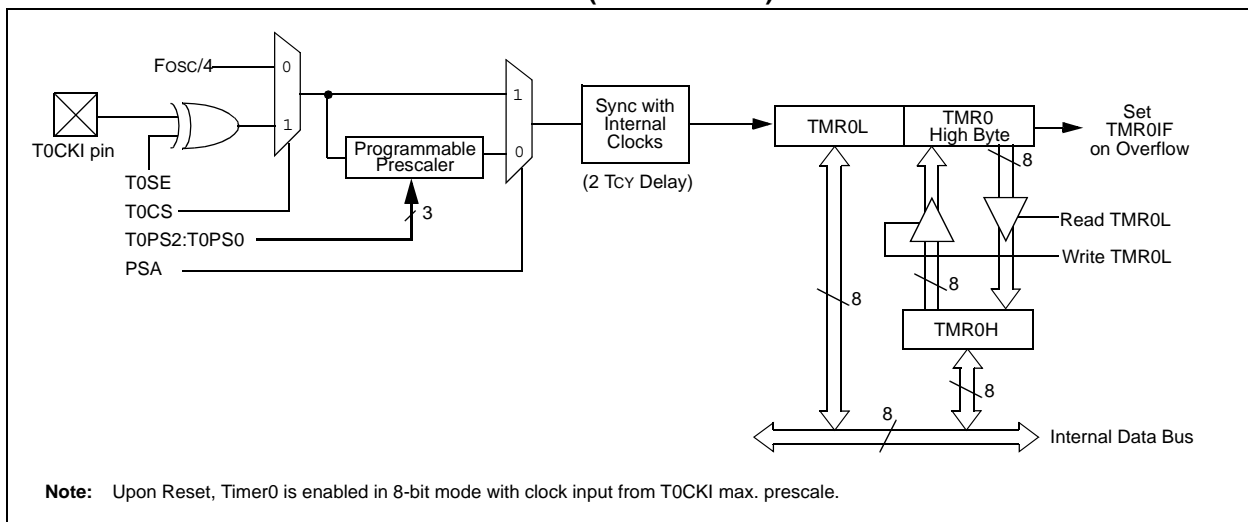 Fosc/4
0
1
T0CKI pin
T0SE
T0CS
T0PS2:T0PS0
PSA
Programmable
Prescaler
3
1
0
Sync with
Internal
Clocks
(2 TCY Delay)
TMR0L
TMR0
High Byte
8
Set
TMR0IF
on Overflow
Read TMR0L
Write TMR0L
8
8
TMR0H
8
8
Internal Data Bus
Note: Upon Reset, Timer0 is enabled in 8-bit mode with clock input from T0CKI max. prescale.